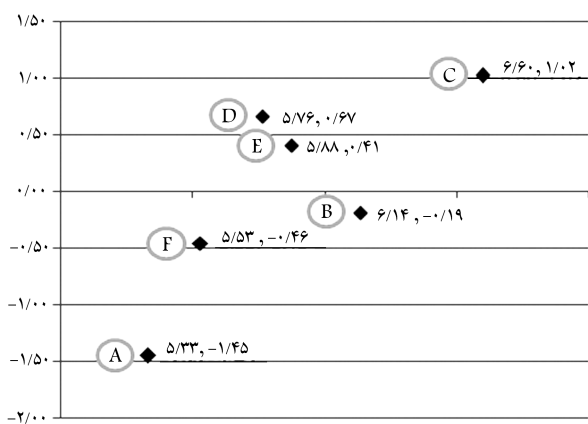 ۱/۵۰
C ۶/۶۰, ۱/۰۲
۱/۰۰
D ۵/۷۶, ۰/۶۷
۰/۵۰
E ۵/۸۸ ,۰/۴۱
۰/۰۰
B ۶/۱۴, -۰/۱۹
F ۵/۵۳, -۰/۴۶
-۰/۵۰
-۱/۰۰
A ۵/۳۳, -۱/۴۵
-۱/۵۰
-۲/۰۰